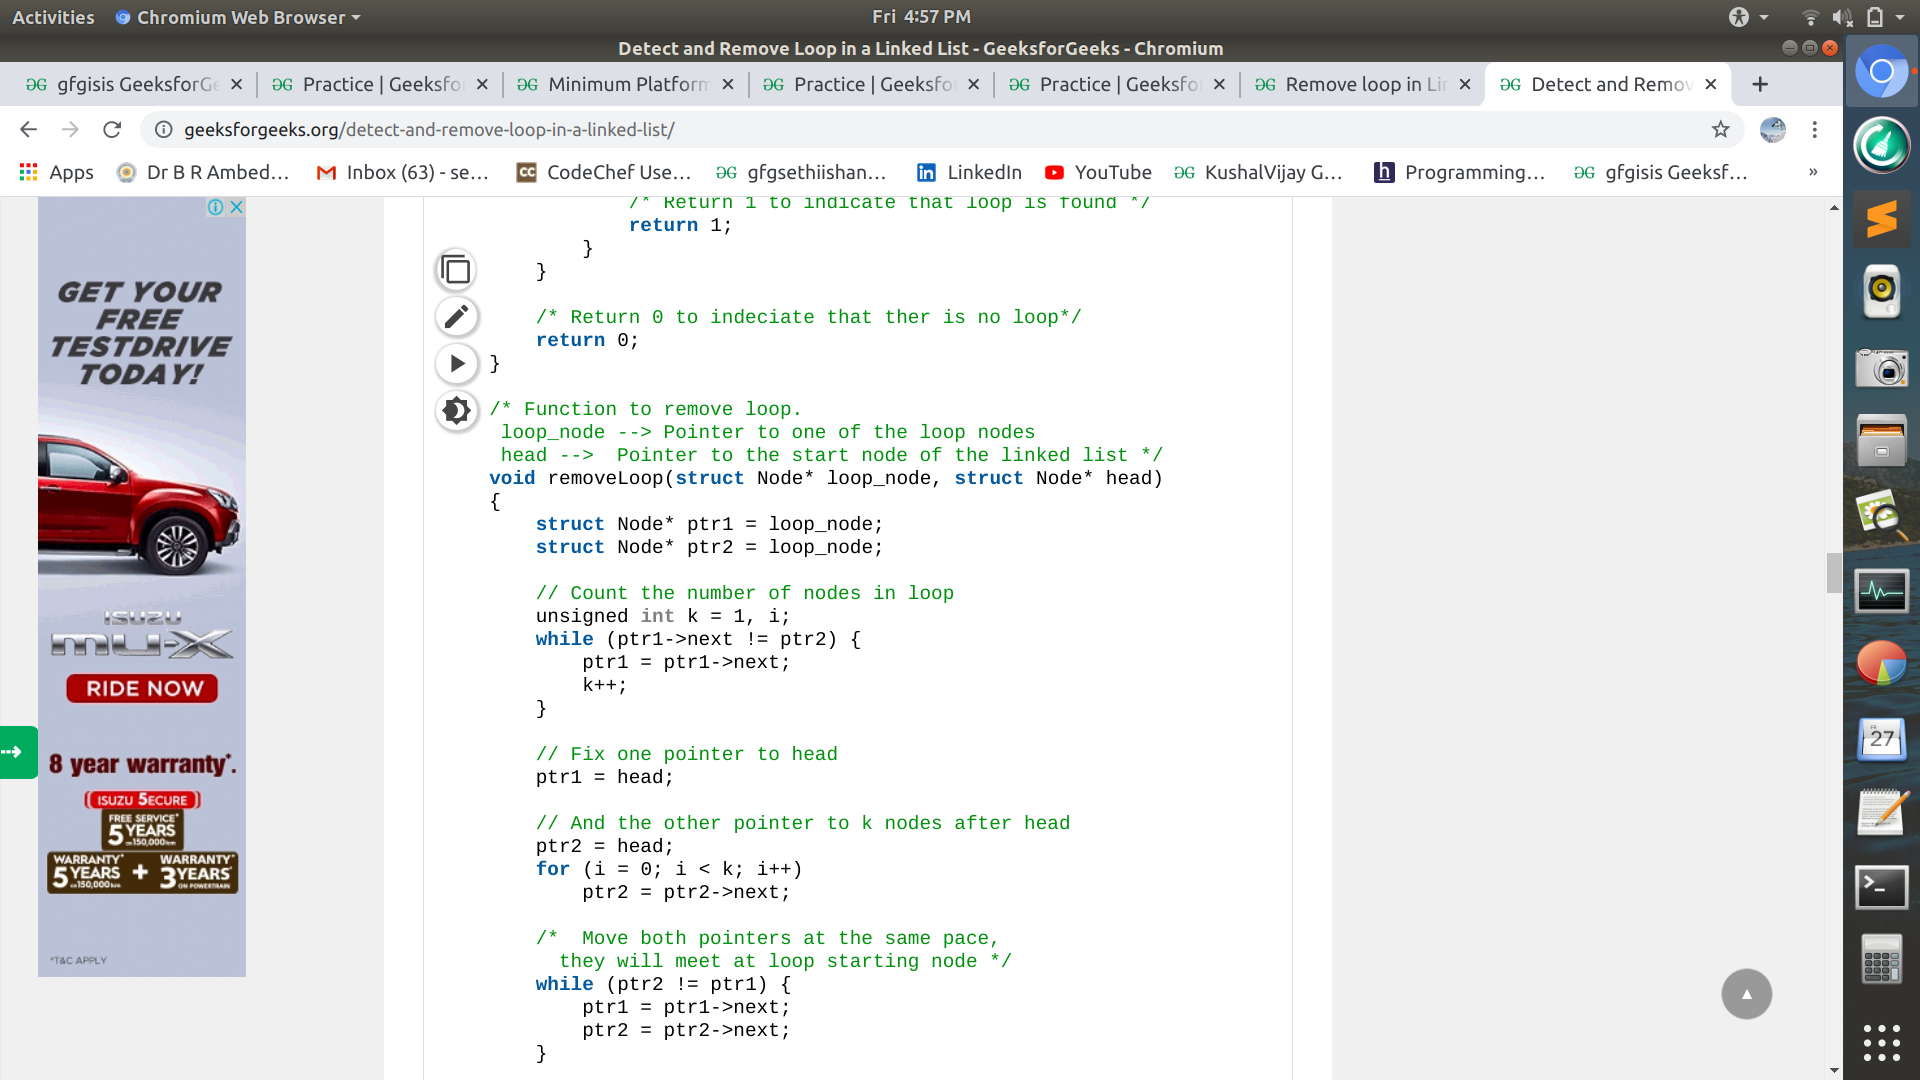 Activities
Chromium Web Browser
Fri 4:57 PM
Detect and Remove Loop in a Linked List - GeeksforGeeks - Chromium
gfgisis GeeksforGe
Practice | Geeksfo
Minimum Platform
Practice | Geeksfo
Practice | Geeksfo
Remove loop in Lin
Detect and Remov
geeksforgeeks.org/detect-and-remove-loop-in-a-linked-list/
Apps
Dr B R Ambed...
Inbox (63) - se...
CodeChef Use...
gfgsethiishan...
LinkedIn
YouTube
KushalVijay G...
Programming...
gfgisis Geeksf...
»
GET YOUR
FREE
TESTDRIVE
TODAY!
ISUZU
mu-X
RIDE NOW
8 year warranty*.
ISUZU 5ECURE
FREE SERVICE*
5 YEARS
or 150,000km
WARRANTY*
5 YEARS
or 150,000km
+
WARRANTY*
3 YEARS*
ON POWERTRAIN
*T&C APPLY
/* Return 1 to indicate that loop is found */
return 1;
}
}
/* Return 0 to indeciate that ther is no loop*/
return 0;
}
/* Function to remove loop.
loop_node --> Pointer to one of the loop nodes
head -->  Pointer to the start node of the linked list */
void removeLoop(struct Node* loop_node, struct Node* head)
{
struct Node* ptr1 = loop_node;
struct Node* ptr2 = loop_node;
// Count the number of nodes in loop
unsigned int k = 1, i;
while (ptr1->next != ptr2) {
ptr1 = ptr1->next;
k++;
}
// Fix one pointer to head
ptr1 = head;
// And the other pointer to k nodes after head
ptr2 = head;
for (i = 0; i < k; i++)
ptr2 = ptr2->next;
/*  Move both pointers at the same pace,
they will meet at loop starting node */
while (ptr2 != ptr1) {
ptr1 = ptr1->next;
ptr2 = ptr2->next;
}
27